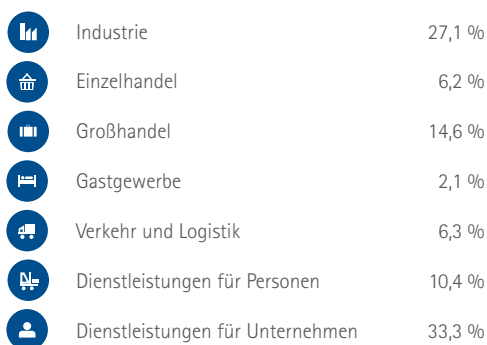 Industrie 27,1 %
Einzelhandel 6,2 %
Großhandel 14,6 %
Gastgewerbe 2,1 %
Verkehr und Logistik 6,3 %
Dienstleistungen für Personen 10,4 %
Dienstleistungen für Unternehmen 33,3 %